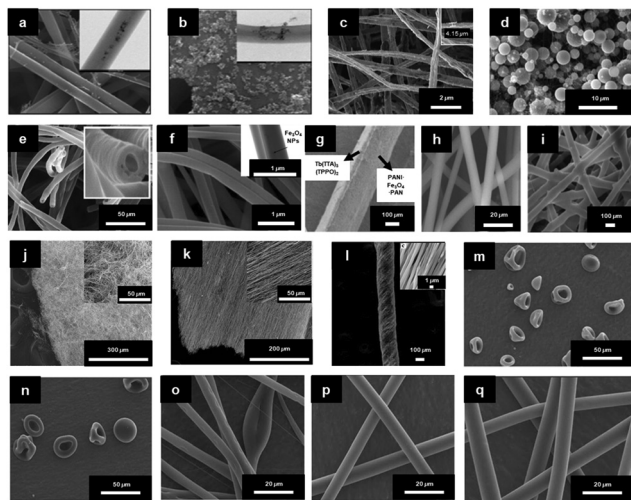 a
b
c
4.15 µm
2 µm
d
10 µm
e
50 µm
f
Fe₃O₄
NPs
1 µm
1 µm
g
Tb(TTA)₃
(TPPO)₂
PANI-
Fe₃O₄
-PAN
100 µm
h
20 µm
i
100 µm
j
50 µm
300 µm
k
50 µm
200 µm
l
1 µm
100 µm
m
50 µm
n
50 µm
o
20 µm
p
20 µm
q
20 µm